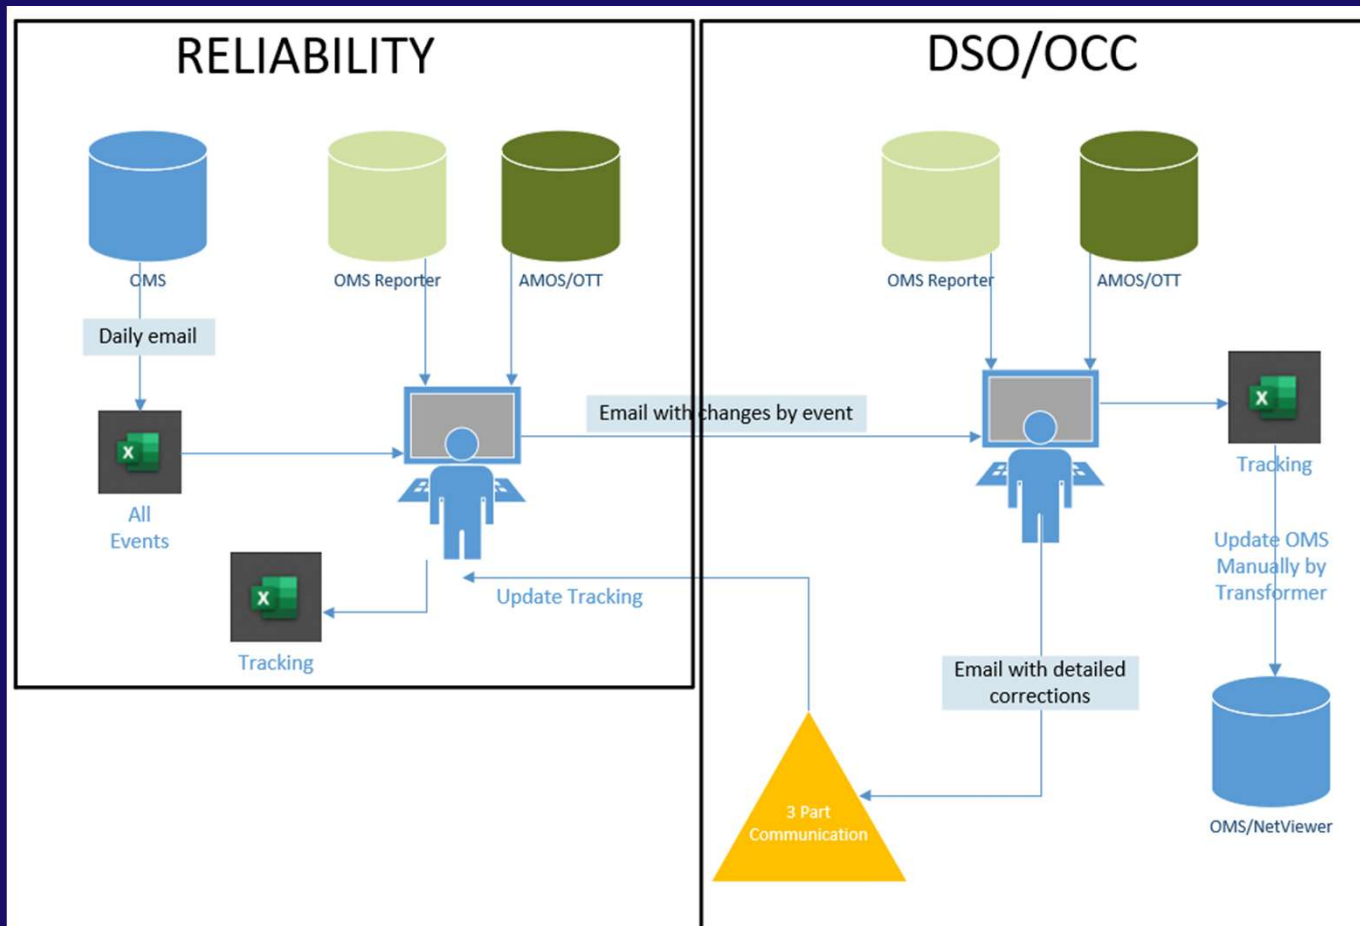 RELIABILITY
DSO/OCC
OMS
OMS Reporter
AMOS/OTT
OMS Reporter
AMOS/OTT
Daily email
Email with changes by event
X
All
Events
X
Tracking
Update Tracking
X
Tracking
Update OMS
Manually by
Transformer
Email with detailed
corrections
3 Part
Communication
OMS/NetViewer